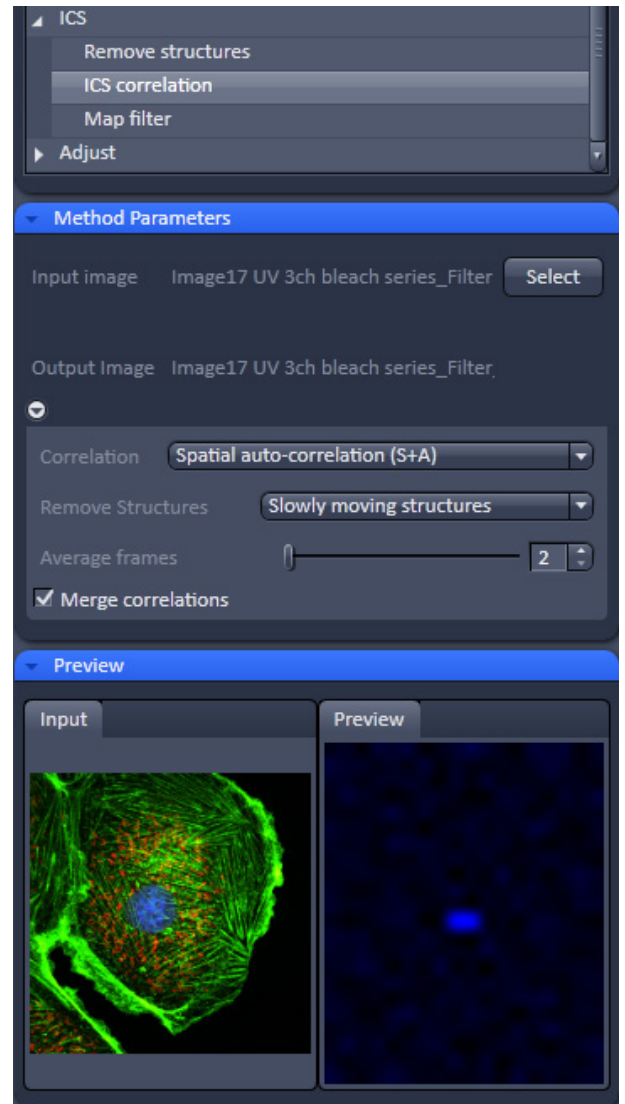 ICS
Remove structures
ICS correlation
Map filter
Adjust
Method Parameters
Input image Image17 UV 3ch bleach series_Filter Select
Output Image Image17 UV 3ch bleach series_Filter_
Correlation Spatial auto-correlation (S+A)
Remove Structures Slowly moving structures
Average frames 2
Merge correlations
Preview
Input Preview